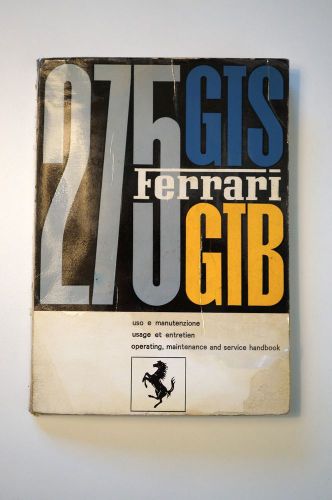 275
GTS
Ferrari
GTB
uso e manutenzione
usage et entretien
operating, maintenance and service handbook